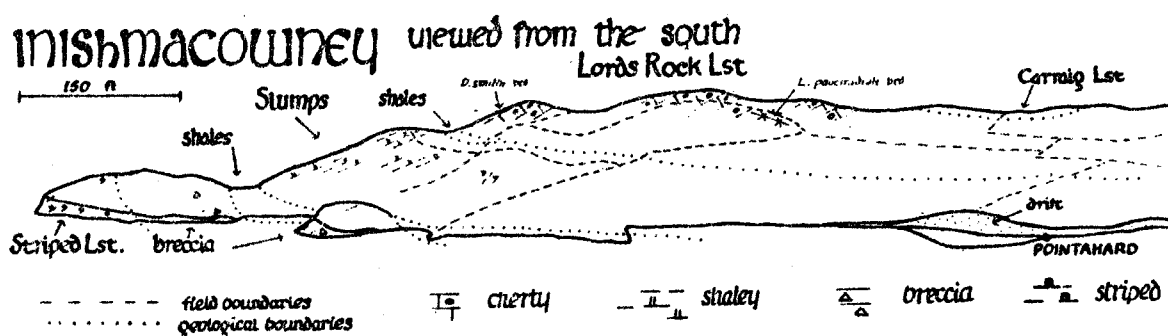 INISHMACOWNEY viewed from the south
150 ft
Stumps
shales
shales
D. smithi bed
Lords Rock Lst
L. pauciradiale bed
Carraig Lst
Striped Lst.
breccia
drift
POINTAHARD
field boundaries
geological boundaries
cherty
shaley
breccia
striped